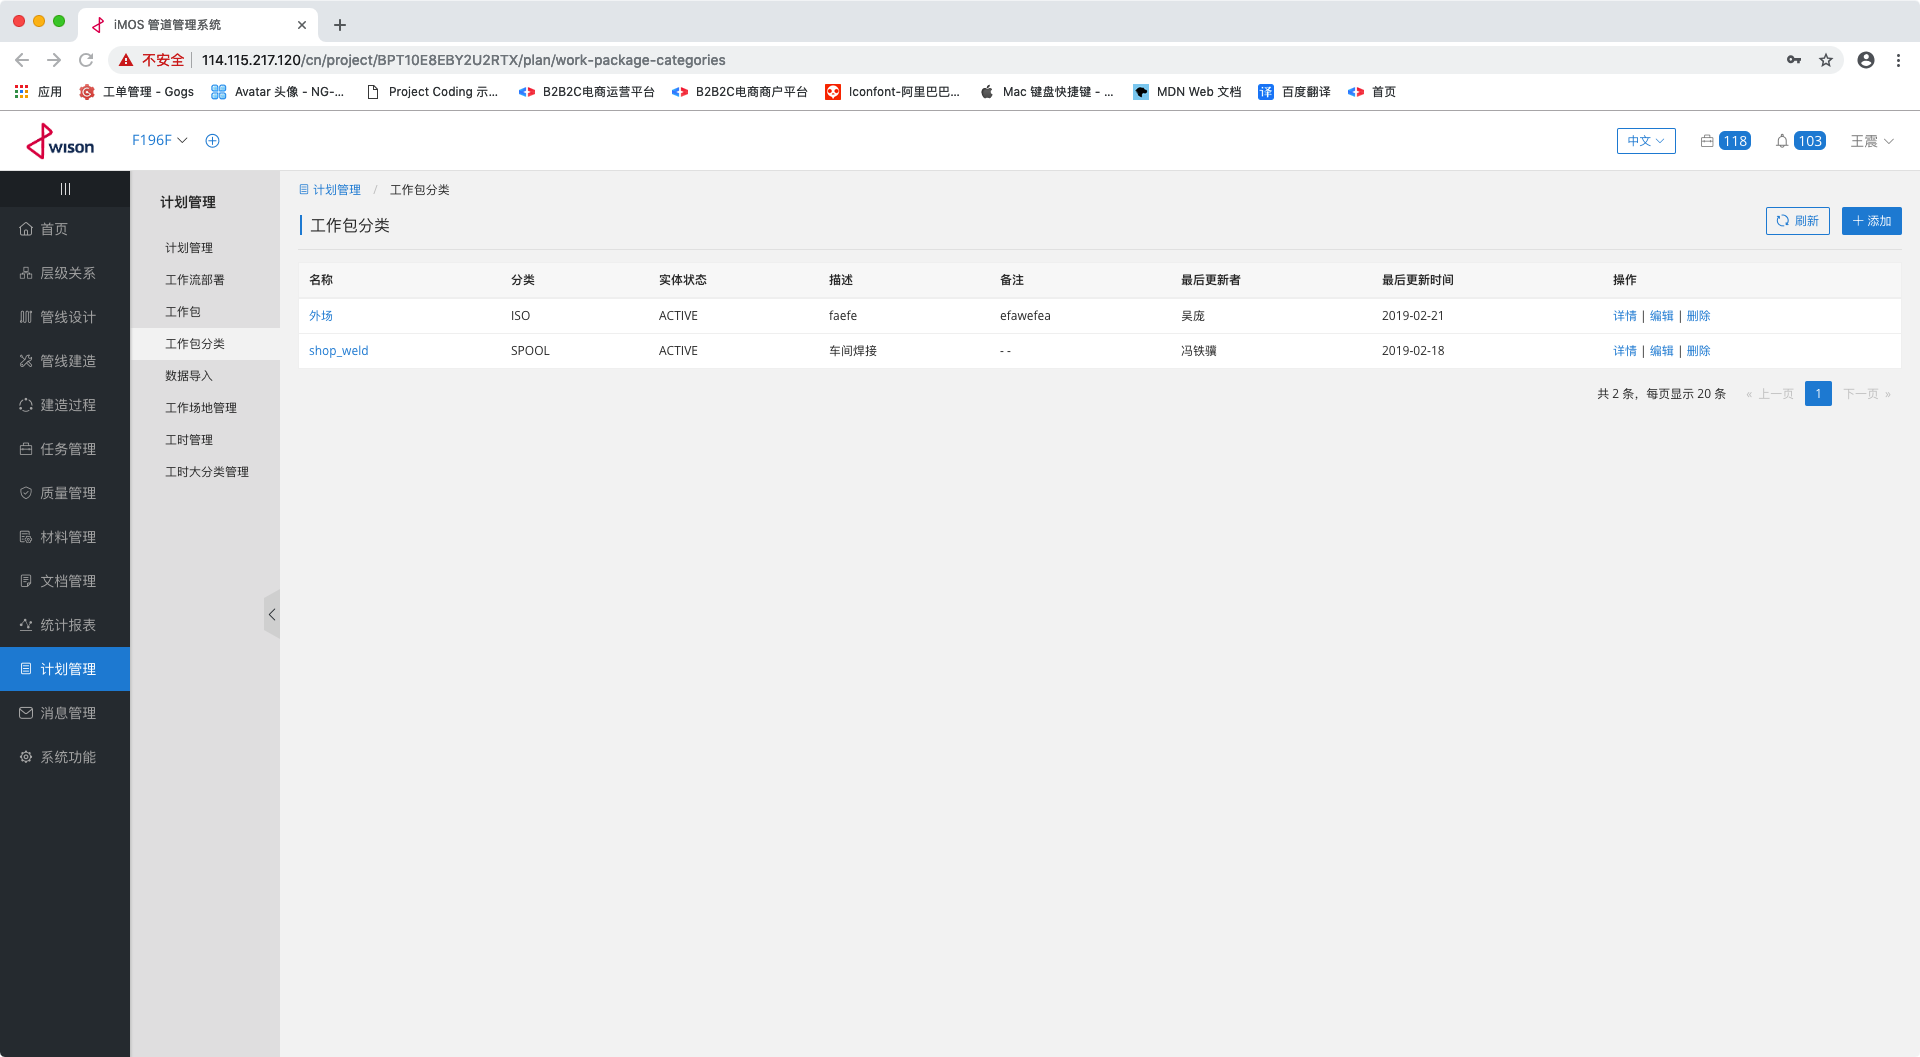 iMOS 管道管理系统
不安全 114.115.217.120/cn/project/BPT10E8EBY2U2RTX/plan/work-package-categories
应用 工单管理 - Gogs Avatar 头像 - NG-... Project Coding 示... B2B2C电商运营平台 B2B2C电商商户平台 Iconfont-阿里巴巴... Mac 键盘快捷键 - ... MDN Web 文档 译 百度翻译 首页
wison F196F 中文 118 103 王震
首页
层级关系
管线设计
管线建造
建造过程
任务管理
质量管理
材料管理
文档管理
统计报表
计划管理
消息管理
系统功能
计划管理
计划管理
工作流部署
工作包
工作包分类
数据导入
工作场地管理
工时管理
工时大分类管理
计划管理 / 工作包分类
工作包分类
刷新 添加
名称 分类 实体状态 描述 备注 最后更新者 最后更新时间 操作
外场 ISO ACTIVE faefe efawefea 吴庞 2019-02-21 详情 | 编辑 | 删除
shop_weld SPOOL ACTIVE 车间焊接 - - 冯铁骥 2019-02-18 详情 | 编辑 | 删除
共 2 条，每页显示 20 条 « 上一页 1 下一页 »